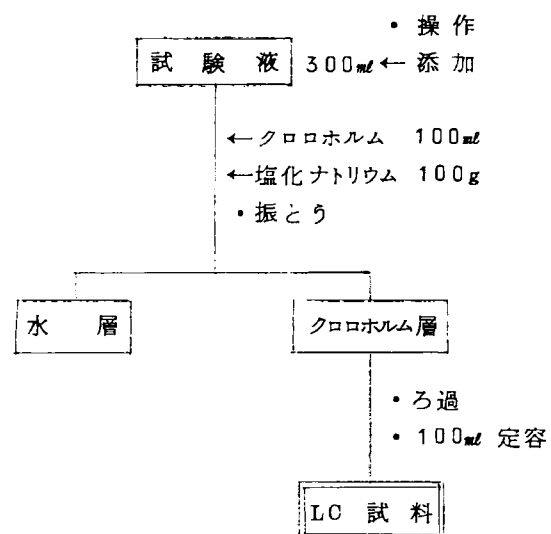 ・操作
試験液 300ml ← 添加
← クロロホルム 100ml
← 塩化ナトリウム 100g
・振とう
水層 クロロホルム層
・ろ過
・100ml 定容
LC 試料